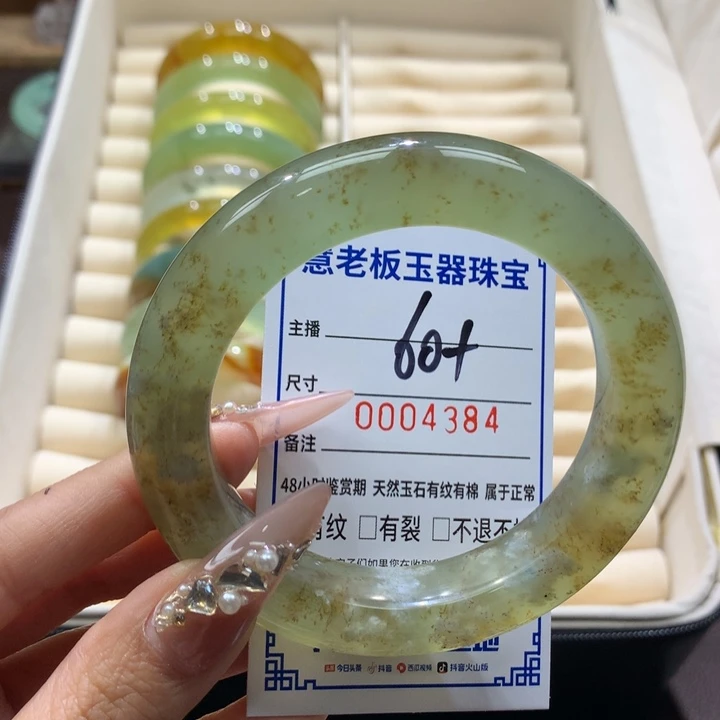 慧老板玉器珠宝
主播
60+
尺寸
0004384
备注
48小时鉴赏期 天然玉石有纹有棉 属于正常
有纹 □有裂 □不退不
今日头条 抖音 西瓜视频 抖音火山版